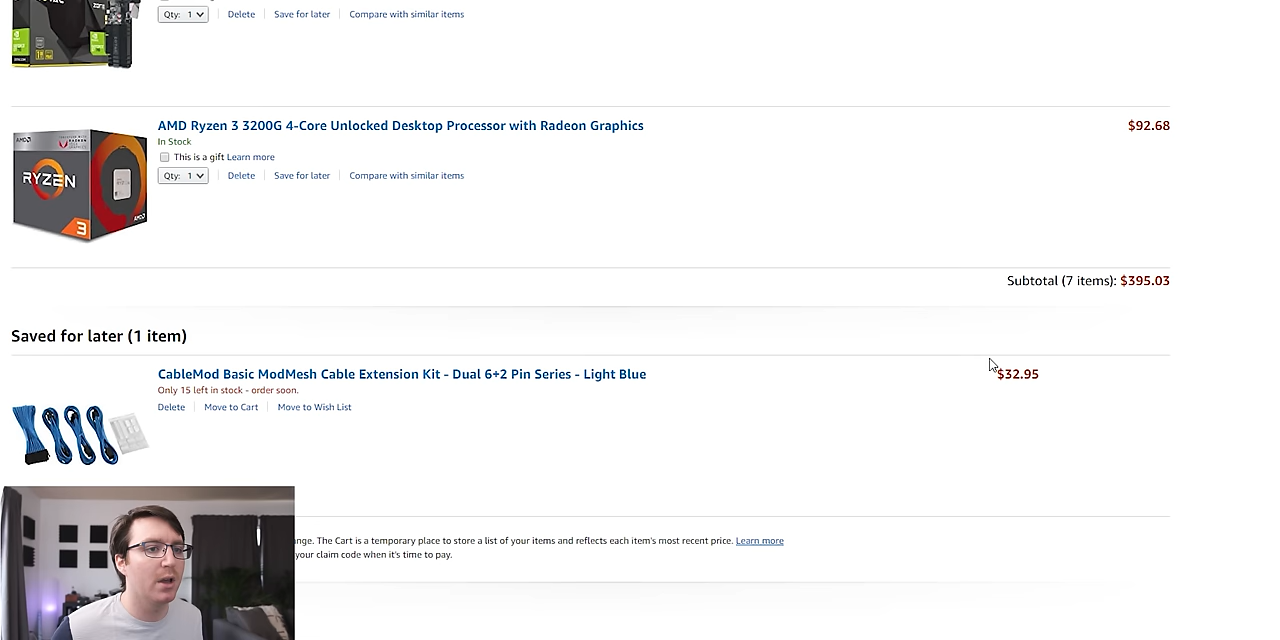 Qty: 1 Delete Save for later Compare with similar items
AMD Ryzen 3 3200G 4-Core Unlocked Desktop Processor with Radeon Graphics $92.68
In Stock
This is a gift Learn more
Qty: 1 Delete Save for later Compare with similar items
AMD
RYZEN
AMD
3
Subtotal (7 items): $395.03
Saved for later (1 item)
CableMod Basic ModMesh Cable Extension Kit - Dual 6+2 Pin Series - Light Blue $32.95
Only 15 left in stock - order soon.
Delete Move to Cart Move to Wish List
nge. The Cart is a temporary place to store a list of your items and reflects each item's most recent price. Learn more
your claim code when it's time to pay.